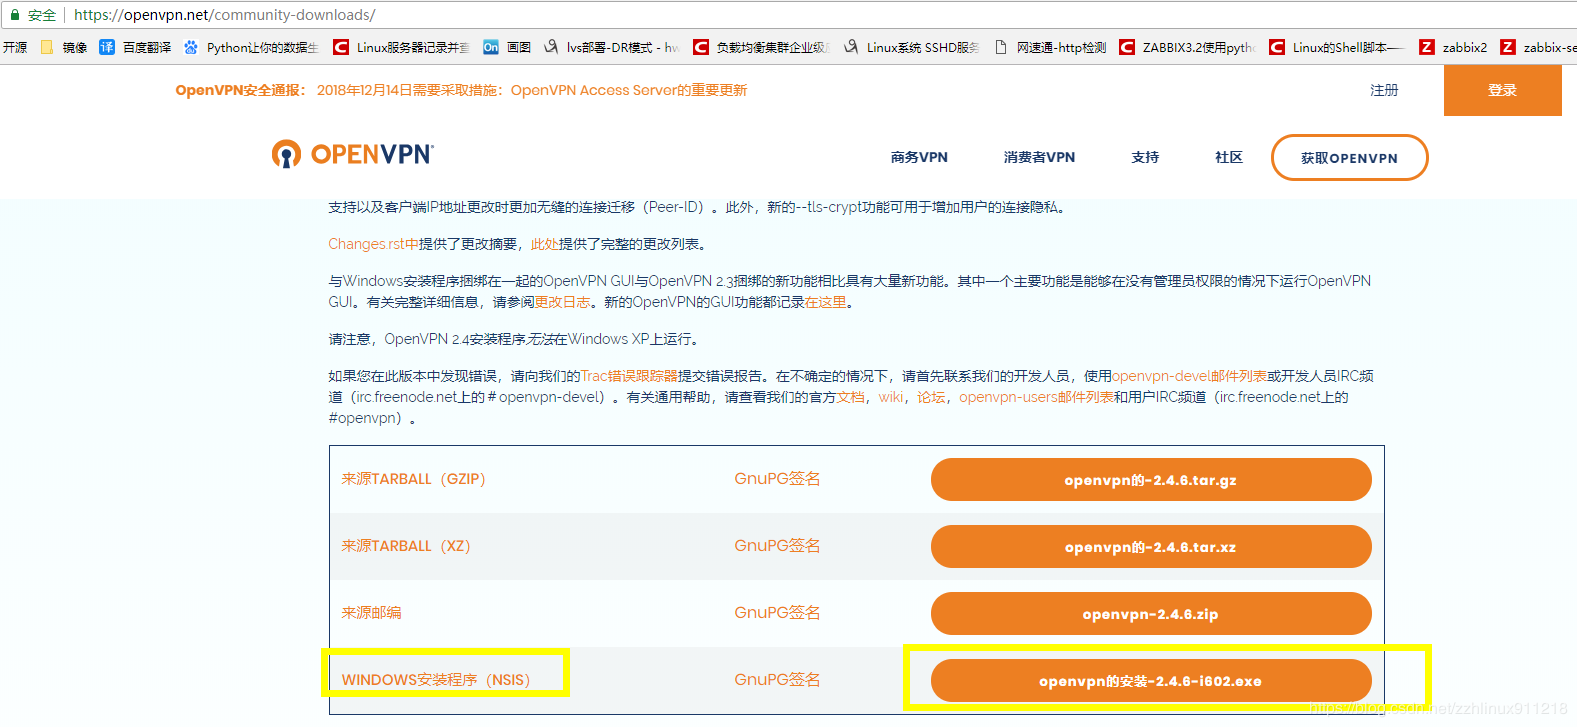 安全 https://openvpn.net/community-downloads/
开源 镜像 百度翻译 Python让你的数据生 Linux服务器记录并查 画图 lvs部署-DR模式 - hw 负载均衡集群企业级 Linux系统 SSHD服务 网速通-http检测 ZABBIX3.2使用pytho Linux的Shell脚本—— zabbix2 zabbix-se
OpenVPN安全通报： 2018年12月14日需要采取措施：OpenVPN Access Server的重要更新 注册 登录
OPENVPN 商务VPN 消费者VPN 支持 社区 获取OPENVPN
支持以及客户端IP地址更改时更加无缝的连接迁移（Peer-ID）。此外，新的--tls-crypt功能可用于增加用户的连接隐私。
Changes.rst中提供了更改摘要，此处提供了完整的更改列表。
与Windows安装程序捆绑在一起的OpenVPN GUI与OpenVPN 2.3捆绑的新功能相比具有大量新功能。其中一个主要功能是能够在没有管理员权限的情况下运行OpenVPN
GUI。有关完整详细信息，请参阅更改日志。新的OpenVPN的GUI功能都记录在这里。
请注意，OpenVPN 2.4安装程序无法在Windows XP上运行。
如果您在此版本中发现错误，请向我们的Trac错误跟踪器提交错误报告。在不确定的情况下，请首先联系我们的开发人员，使用openvpn-devel邮件列表或开发人员IRC频
道（irc.freenode.net上的＃openvpn-devel）。有关通用帮助，请查看我们的官方文档，wiki，论坛，openvpn-users邮件列表和用户IRC频道（irc.freenode.net上的
#openvpn）。
来源TARBALL（GZIP） GnuPG签名 openvpn的-2.4.6.tar.gz
来源TARBALL（XZ） GnuPG签名 openvpn的-2.4.6.tar.xz
来源邮编 GnuPG签名 openvpn-2.4.6.zip
WINDOWS安装程序（NSIS） GnuPG签名 openvpn的安装-2.4.6-i602.exe
https://blog.csdn.net/zzhlinux911218